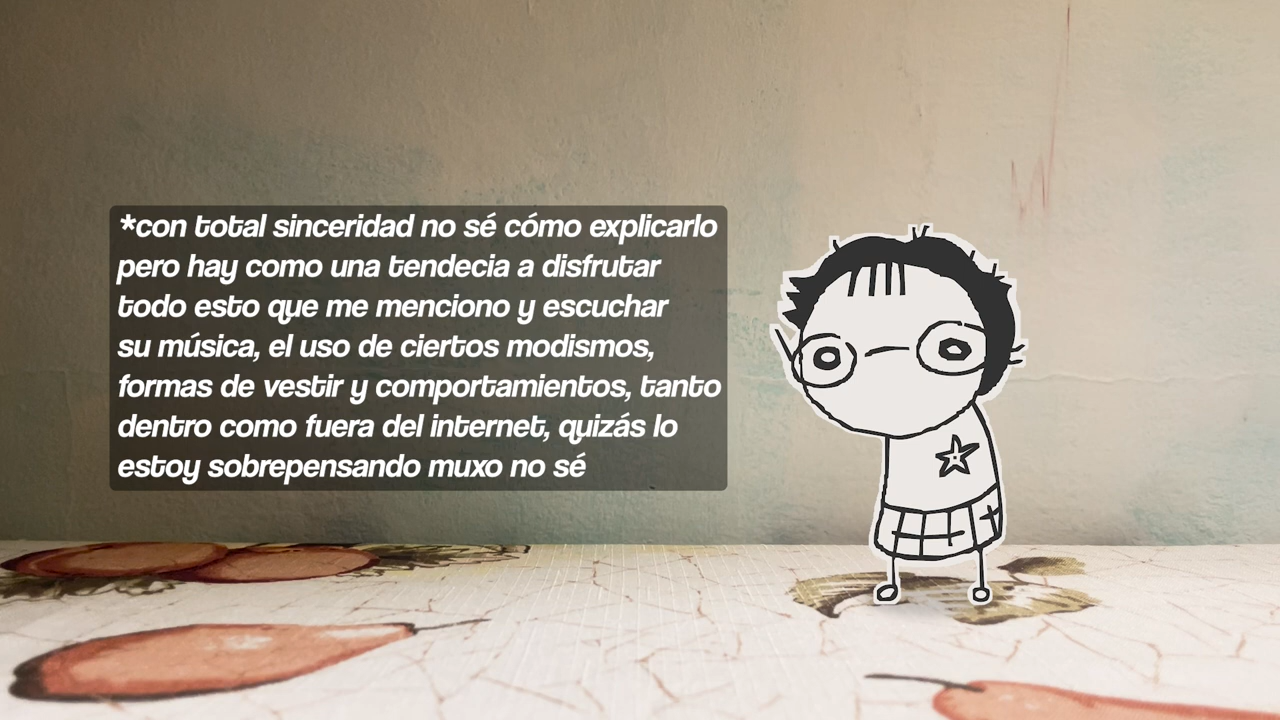 *con total sinceridad no sé cómo explicarlo
pero hay como una tendecia a disfrutar
todo esto que me menciono y escuchar
su música, el uso de ciertos modismos,
formas de vestir y comportamientos, tanto
dentro como fuera del internet, quizás lo
estoy sobrepensando muxo no sé